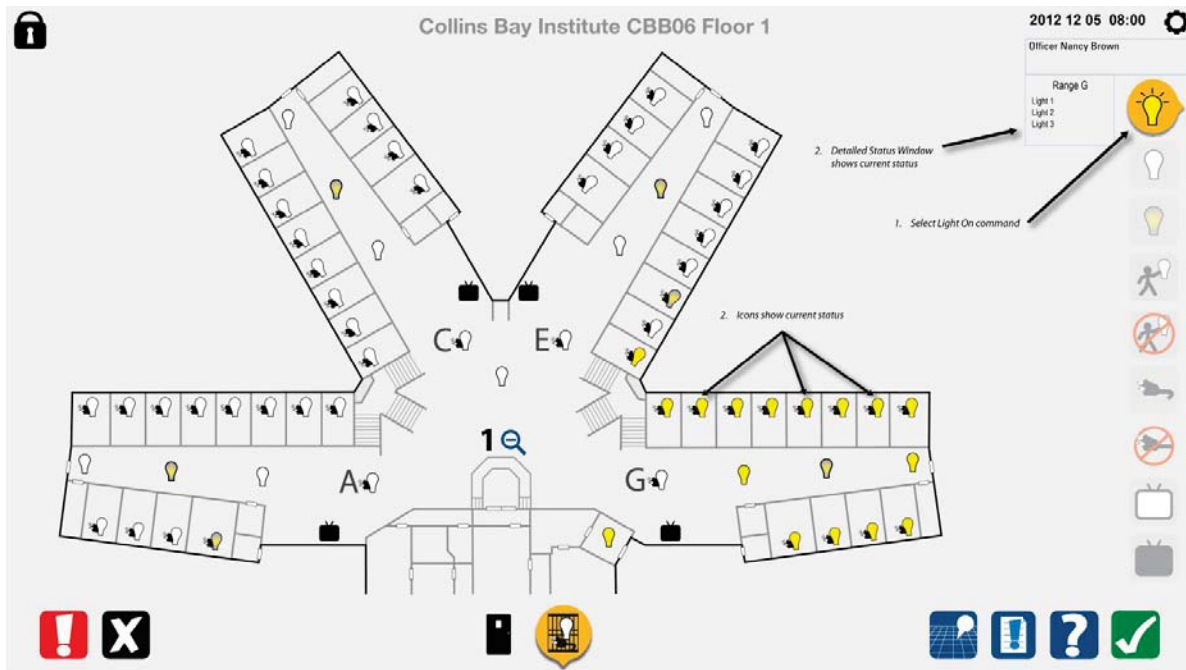 Collins Bay Institute CBB06 Floor 1
2012 12 05 08:00
Officer Nancy Brown
Range G
Light 1
Light 2
Light 3
2. Detailed Status Window
shows current status
1. Select Light On command
2. Icons show current status
C
E
1
A
G